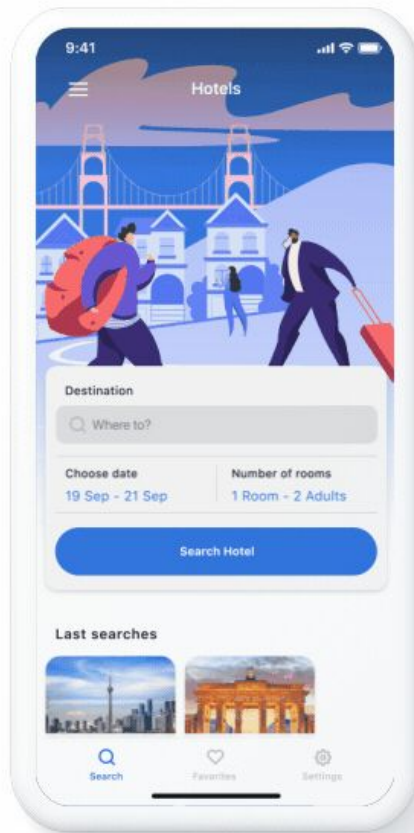 9:41
Hotels
Destination
Where to?
Choose date Number of rooms
19 Sep - 21 Sep 1 Room - 2 Adults
Search Hotel
Last searches
Search Favorites Settings